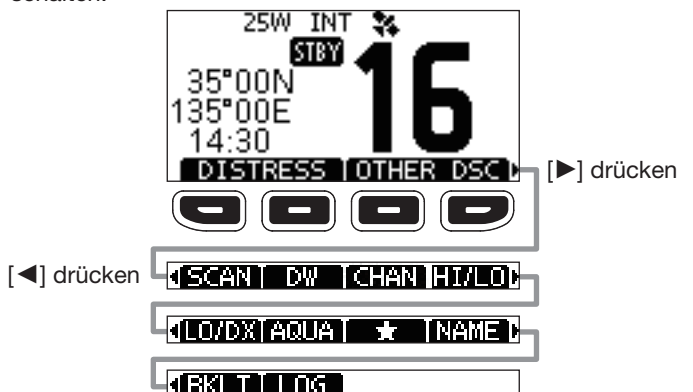 schalten.
25W INT
STBY
16
35°00N
135°00E
14:30
DISTRESS OTHER DSC
[▶] drücken
[◀] drücken
SCAN DW CHAN HI/LO
LO/DX AQUA ★ NAME
BKLT LOG